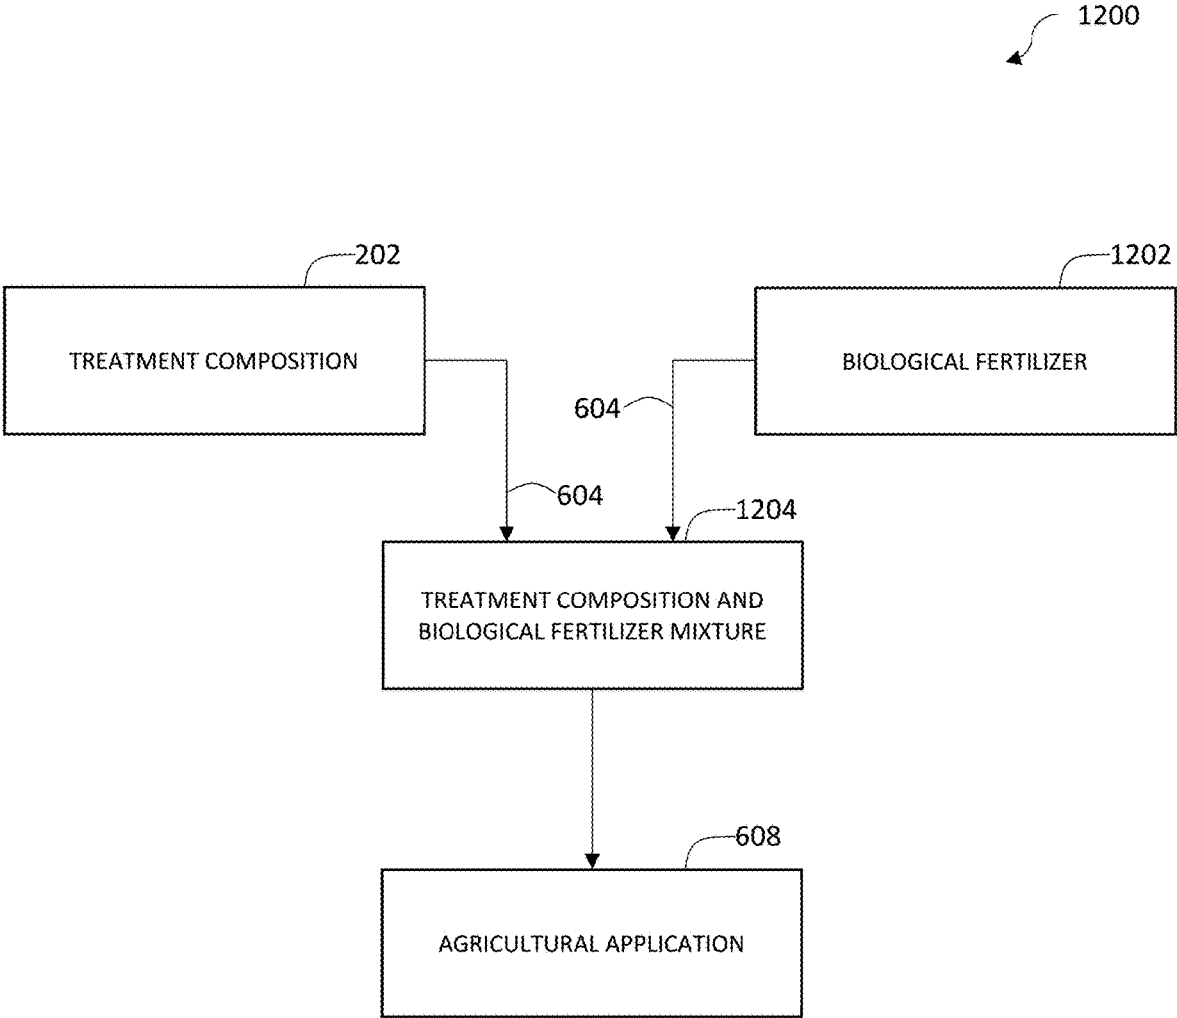 1200
202
1202
TREATMENT COMPOSITION
BIOLOGICAL FERTILIZER
604
604
1204
TREATMENT COMPOSITION AND
BIOLOGICAL FERTILIZER MIXTURE
608
AGRICULTURAL APPLICATION